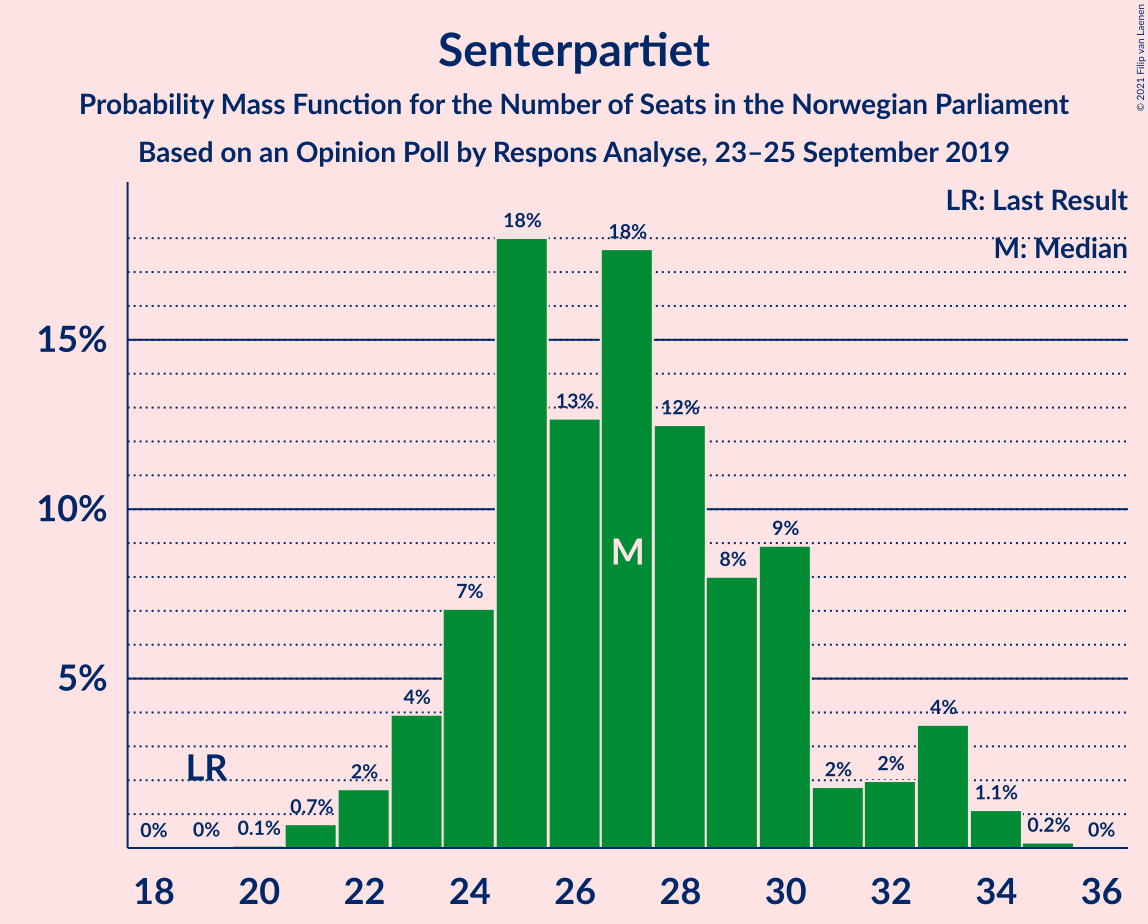 Senterpartiet
Probability Mass Function for the Number of Seats in the Norwegian Parliament
Based on an Opinion Poll by Respons Analyse, 23–25 September 2019
© 2021 Filip van Laenen
LR: Last Result
M: Median
15%
10%
5%
0%
0%
0.1%
0.7%
2%
4%
7%
18%
13%
18%
12%
8%
9%
2%
2%
4%
1.1%
0.2%
0%
LR
M
18 20 22 24 26 28 30 32 34 36